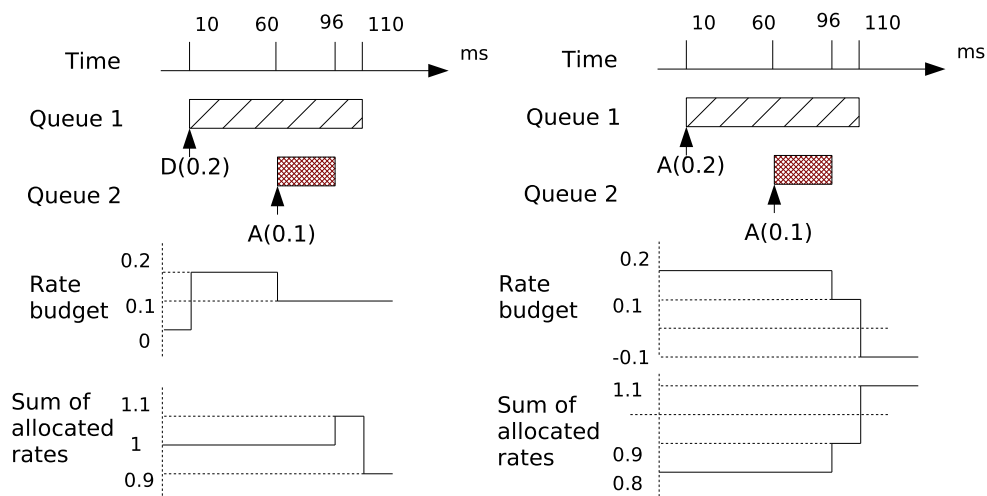 10 60 96 110
Time
ms
Queue 1
D(0.2)
Queue 2
A(0.1)
Rate
budget
0.2
0.1
0
Sum of
allocated
rates
1.1
1
0.9
10 60 96 110
Time
ms
Queue 1
A(0.2)
Queue 2
A(0.1)
Rate
budget
0.2
0.1
-0.1
Sum of
allocated
rates
1.1
0.9
0.8